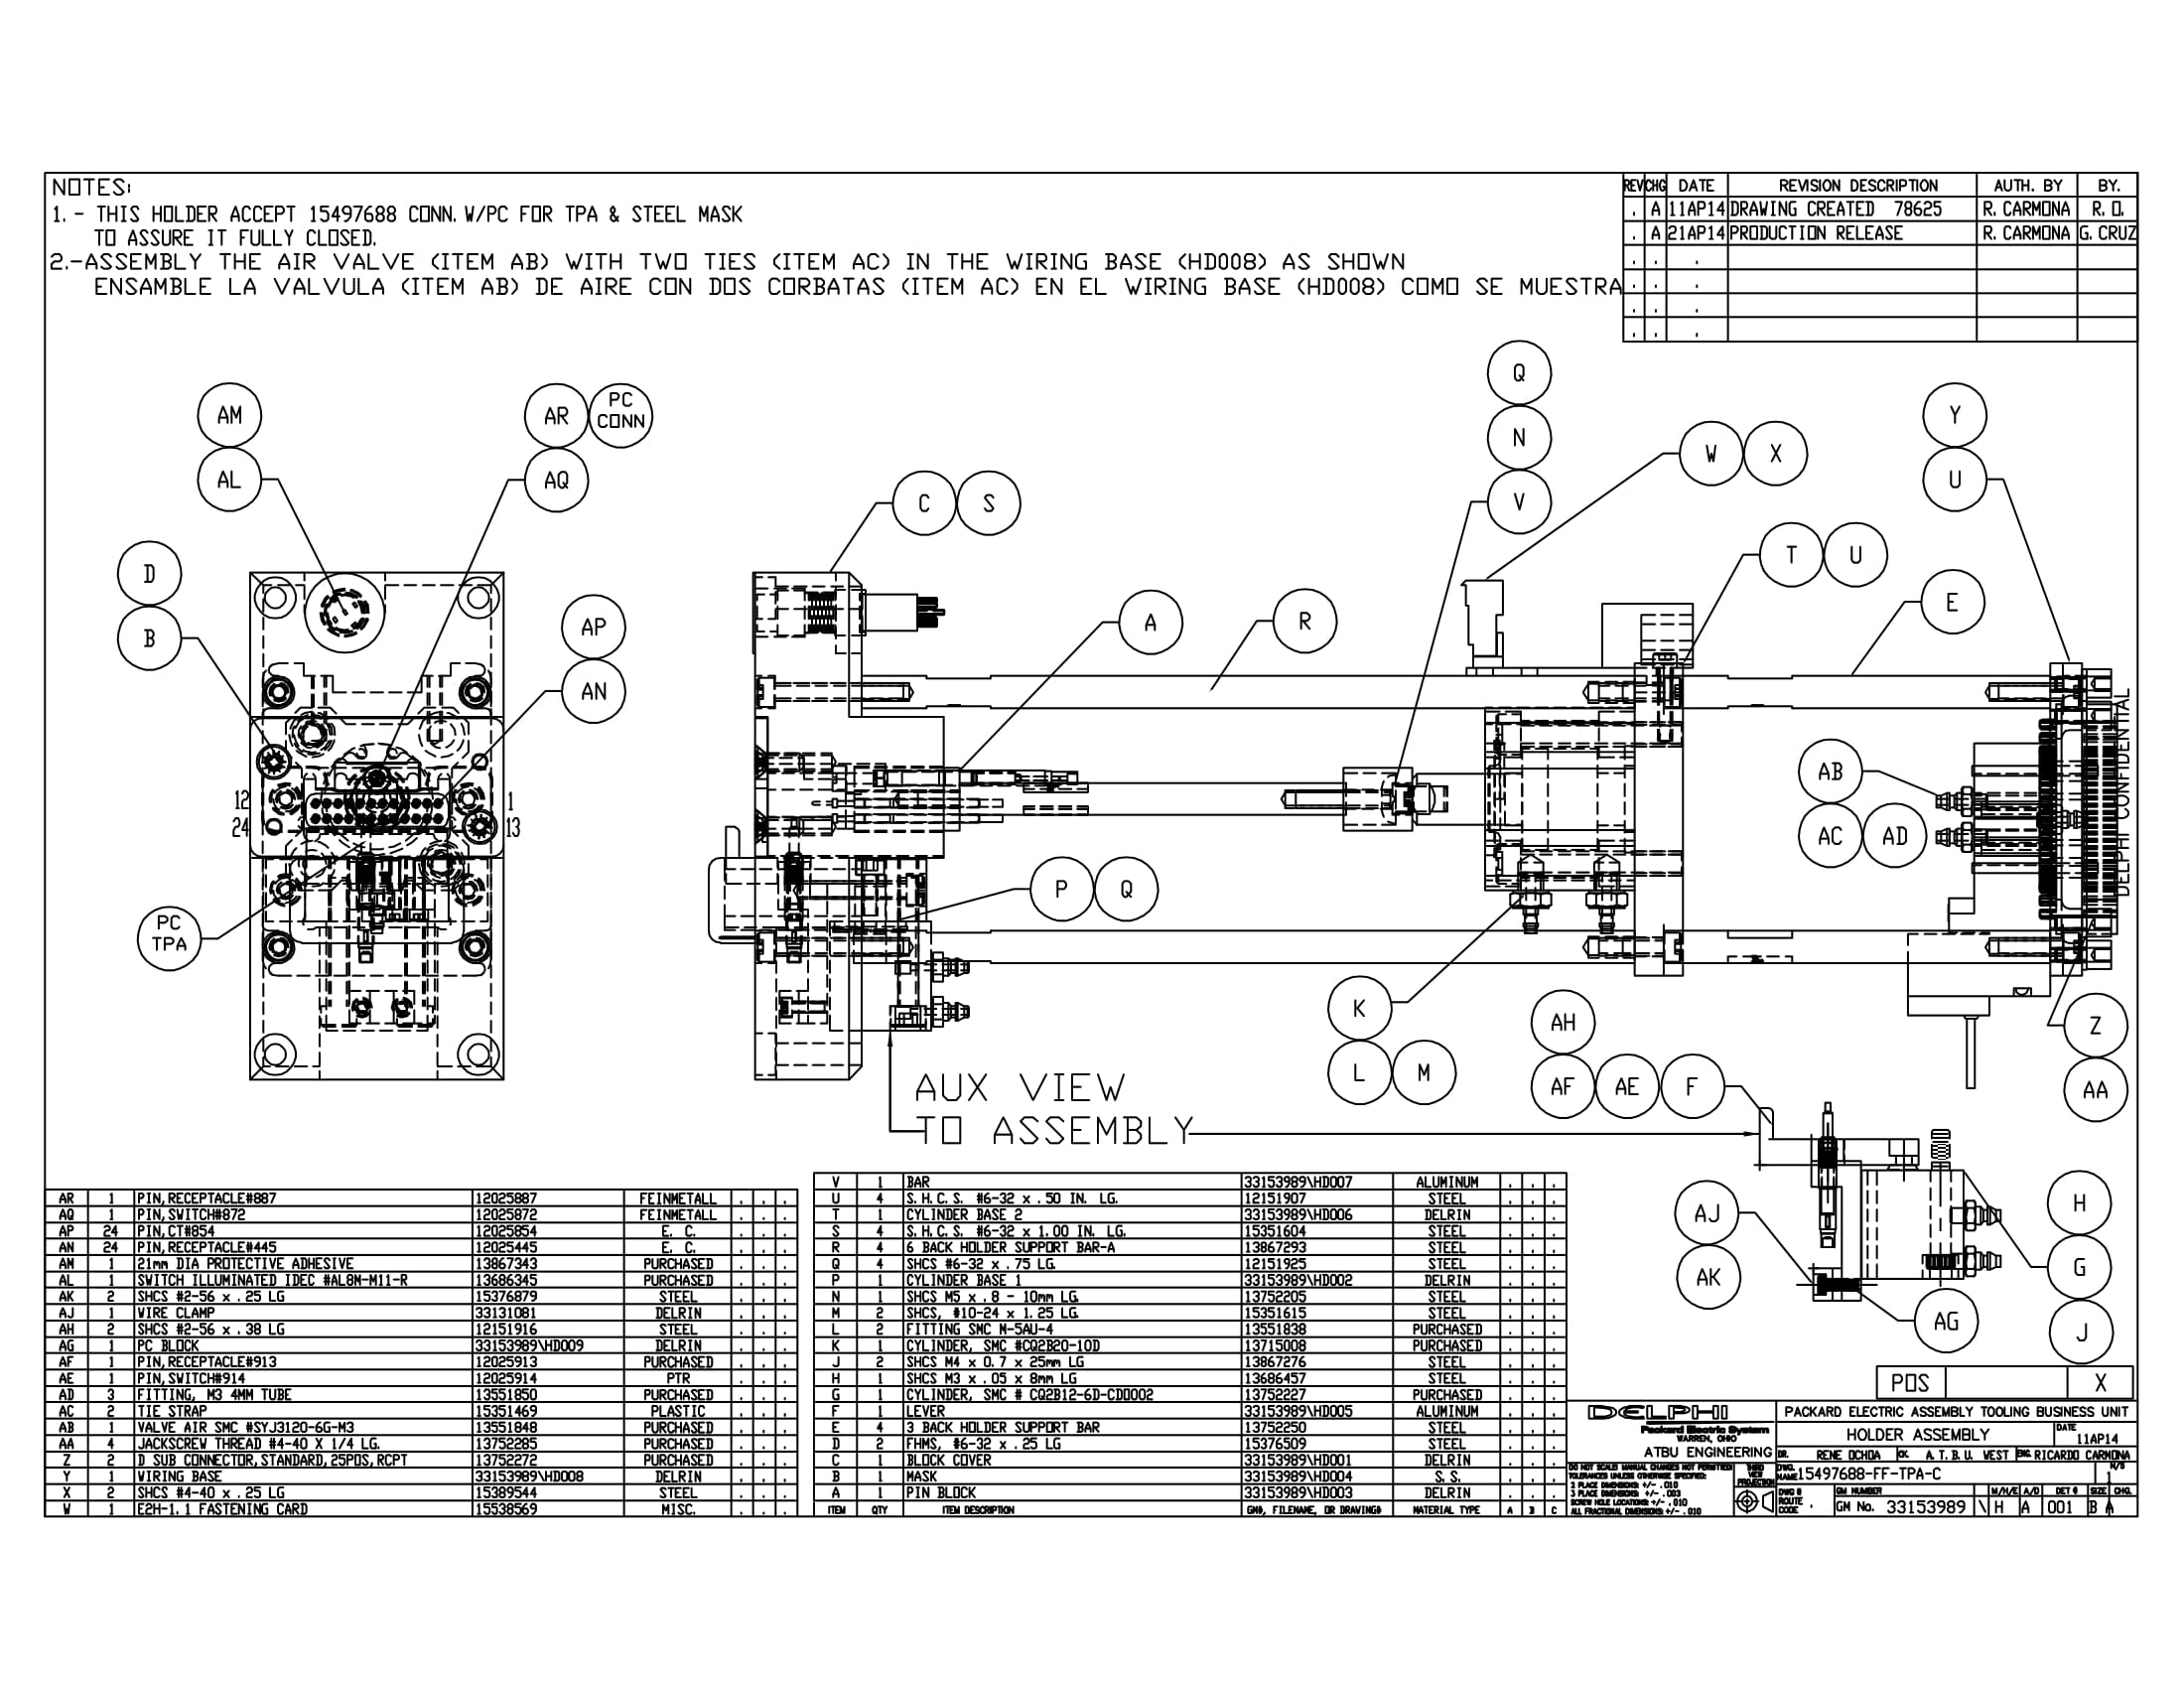 NOTES:
1. - THIS HOLDER ACCEPT 15497688 CONN. W/PC FOR TPA & STEEL MASK
TO ASSURE IT FULLY CLOSED.
2.-ASSEMBLY THE AIR VALVE (ITEM AB) WITH TWO TIES (ITEM AC) IN THE WIRING BASE (HD008) AS SHOWN
ENSAMBLE LA VALVULA (ITEM AB) DE AIRE CON DOS CORBATAS (ITEM AC) EN EL WIRING BASE (HD008) COMO SE MUESTRA
REV CHG DATE REVISION DESCRIPTION AUTH. BY BY.
. A 11AP14 DRAWING CREATED 78625 R. CARMONA R. O.
. A 21AP14 PRODUCTION RELEASE R. CARMONA G. CRUZ
. . .
. . .
. . .
. . .
Q
N
V
AM
AL
AR PC CONN
AQ
C S
W X
Y
U
T U
D
B
AP
AN
A
R
E
12
24
1
13
AB
AC AD
DELPHI CONFIDENTIAL
P Q
PC TPA
K
L M
AH
AF AE F
Z
AA
AUX VIEW
TO ASSEMBLY
AJ
AK
AG
H
G
J
POS X
AR 1 PIN,RECEPTACLE#887 12025887 FEINMETALL . . .
AQ 1 PIN,SWITCH#872 12025872 FEINMETALL . . .
AP 24 PIN,CT#854 12025854 E. C. . . .
AN 24 PIN,RECEPTACLE#445 12025445 E. C. . . .
AM 1 21mm DIA PROTECTIVE ADHESIVE 13867343 PURCHASED . . .
AL 1 SWITCH ILLUMINATED IDEC #AL8M-M11-R 13686345 PURCHASED . . .
AK 2 SHCS #2-56 x .25 LG 15376879 STEEL . . .
AJ 1 WIRE CLAMP 33131081 DELRIN . . .
AH 2 SHCS #2-56 x .38 LG 12151916 STEEL . . .
AG 1 PC BLOCK 33153989\HD009 DELRIN . . .
AF 1 PIN,RECEPTACLE#913 12025913 PURCHASED . . .
AE 1 PIN,SWITCH#914 12025914 PTR . . .
AD 3 FITTING, M3 4MM TUBE 13551850 PURCHASED . . .
AC 2 TIE STRAP 15351469 PLASTIC . . .
AB 1 VALVE AIR SMC #SYJ3120-6G-M3 13551848 PURCHASED . . .
AA 4 JACKSCREW THREAD #4-40 X 1/4 LG. 13752285 PURCHASED . . .
Z 2 D SUB CONNECTOR,STANDARD,25POS,RCPT 13752272 PURCHASED . . .
Y 1 WIRING BASE 33153989\HD008 DELRIN . . .
X 2 SHCS #4-40 x .25 LG 15389544 STEEL . . .
W 1 E2H-1.1 FASTENING CARD 15538569 MISC. . . .
V 1 BAR 33153989\HD007 ALUMINUM . . .
U 4 S.H.C.S. #6-32 x .50 IN. LG. 12151907 STEEL . . .
T 1 CYLINDER BASE 2 33153989\HD006 DELRIN . . .
S 4 S.H.C.S. #6-32 x 1.00 IN. LG. 15351604 STEEL . . .
R 4 6 BACK HOLDER SUPPORT BAR-A 13867293 STEEL . . .
Q 4 SHCS #6-32 x .75 LG. 12151925 STEEL . . .
P 1 CYLINDER BASE 1 33153989\HD002 DELRIN . . .
N 1 SHCS M5 x .8 - 10mm LG. 13752205 STEEL . . .
M 2 SHCS, #10-24 x 1.25 LG. 15351615 STEEL . . .
L 2 FITTING SMC M-5AU-4 13551838 PURCHASED . . .
K 1 CYLINDER, SMC #CQ2B20-10D 13715008 PURCHASED . . .
J 2 SHCS M4 x 0.7 x 25mm LG 13867276 STEEL . . .
H 1 SHCS M3 x .05 x 8mm LG 13686457 STEEL . . .
G 1 CYLINDER, SMC # CQ2B12-6D-CD0002 13752227 PURCHASED . . .
F 1 LEVER 33153989\HD005 ALUMINUM . . .
E 4 3 BACK HOLDER SUPPORT BAR 13752250 STEEL . . .
D 2 FHMS, #6-32 x .25 LG 15376509 STEEL . . .
C 1 BLOCK COVER 33153989\HD001 DELRIN . . .
B 1 MASK 33153989\HD004 S. S. . . .
A 1 PIN BLOCK 33153989\HD003 DELRIN . . .
ITEM QTY ITEM DESCRIPTION GM#, FILENAME, OR DRAWING# MATERIAL TYPE A B C
DELPHI
Packard Electric Systems
WARREN, OHIO
ATBU ENGINEERING
PACKARD ELECTRIC ASSEMBLY TOOLING BUSINESS UNIT
HOLDER ASSEMBLY DATE 11AP14
DR. RENE OCHOA CK. A.T.B.U. WEST ENG. RICARDO CARMONA
DO NOT SCALE: MANUAL CHANGES NOT PERMITTED
TOLERANCES UNLESS OTHERWISE SPECIFIED:
2 PLACE DIMENSIONS: +/- .010
3 PLACE DIMENSIONS: +/- .003
SCREW HOLE LOCATIONS: +/- .010
ALL FRACTIONAL DIMENSIONS: +/- .010
THIRD VIEW PROJECTION
DWG. NAME 15497688-FF-TPA-C N/S 1
DWG # ROUTE CODE .
GM NUMBER M/H/E A/D DET # SIZE CHG.
GM No. 33153989 \ H A 001 B A